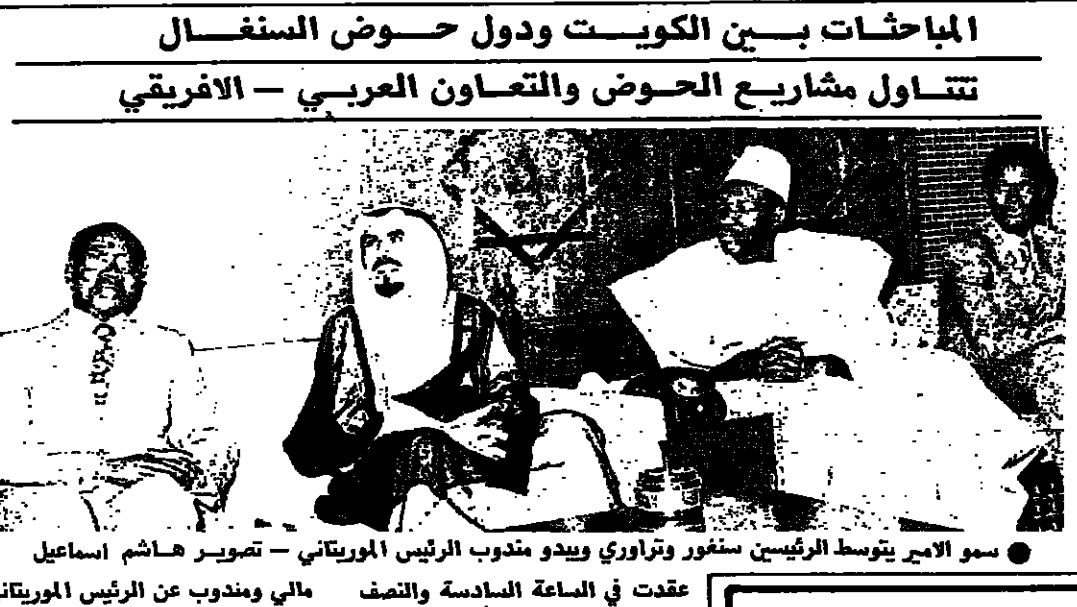 المباحثات بين الكويت ودول حوض السنغال
تتناول مشاريع الحوض والتعاون العربي — الافريقي
● سمو الامير يتوسط الرئيسين سنغور وتراوري ويبدو مندوب الرئيس الموريتاني — تصوير هاشم اسماعيل
عقدت في الساعة السادسة والنصف
مالي ومندوب عن الرئيس الموريتاني